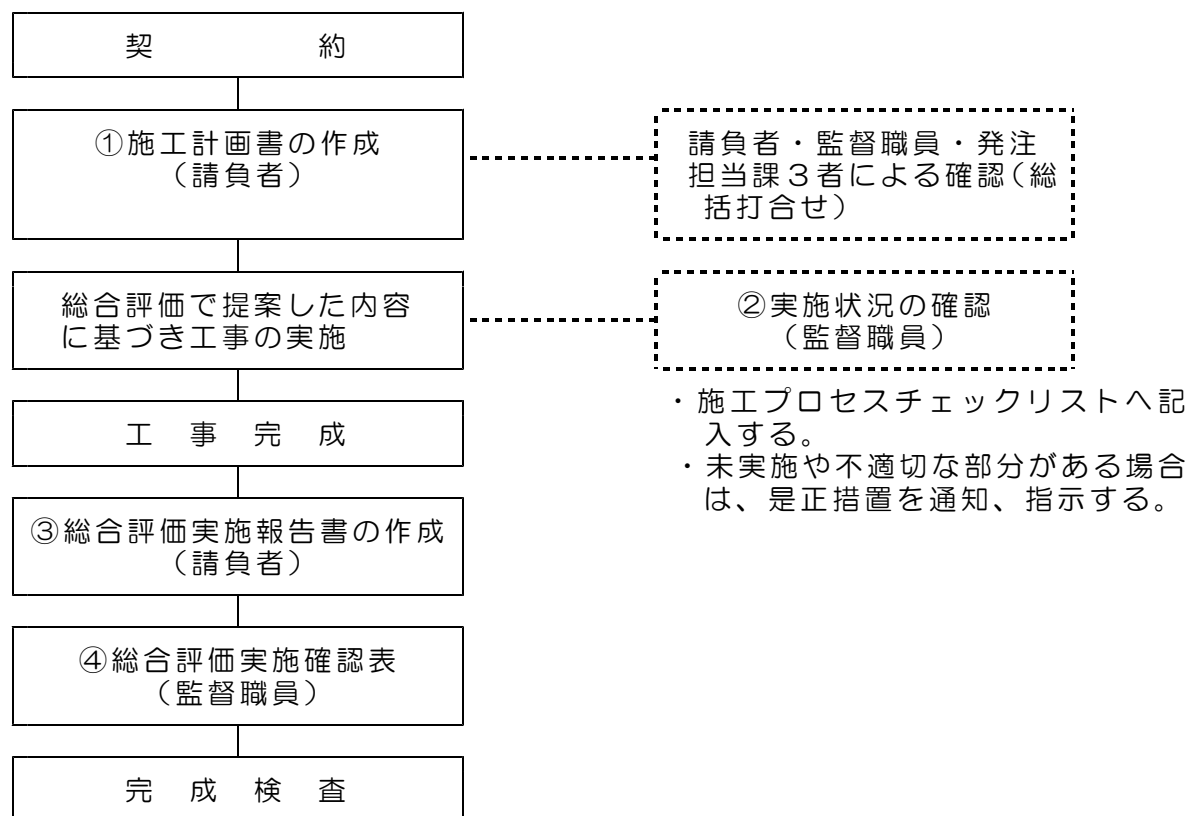 契　　　　　約
①施工計画書の作成
（請負者）
請負者・監督職員・発注
担当課３者による確認（総
括打合せ）
総合評価で提案した内容
に基づき工事の実施
②実施状況の確認
（監督職員）
・施工プロセスチェックリストへ記
入する。
・未実施や不適切な部分がある場合
は、是正措置を通知、指示する。
工　事　完　成
③総合評価実施報告書の作成
（請負者）
④総合評価実施確認表
（監督職員）
完　成　検　査